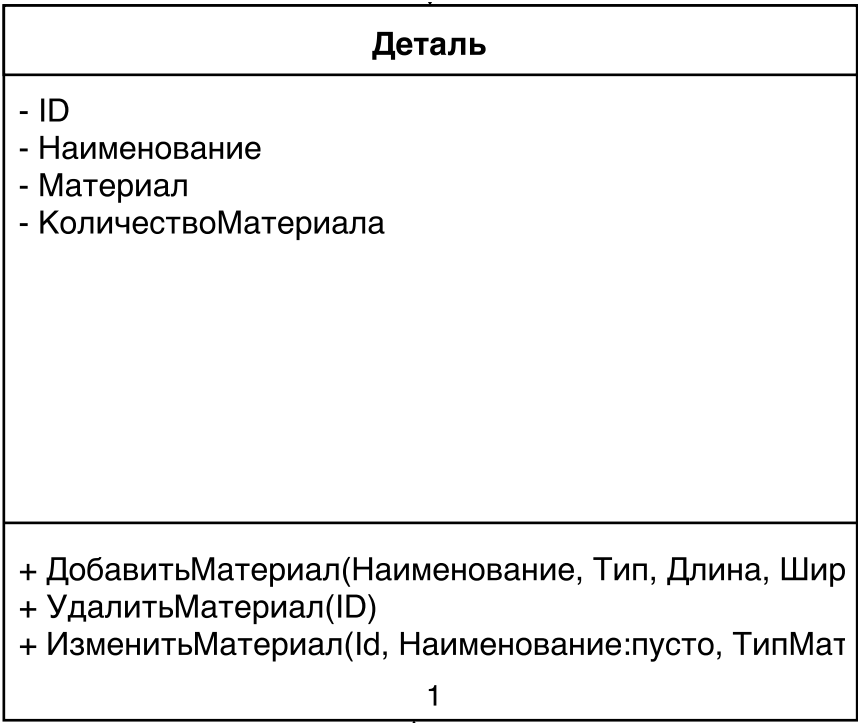 Деталь
- ID
- Наименование
- Материал
- КоличествоМатериала
+ ДобавитьМатериал(Наименование, Тип, Длина, Шир
+ УдалитьМатериал(ID)
+ ИзменитьМатериал(Id, Наименование:пусто, ТипМат
1